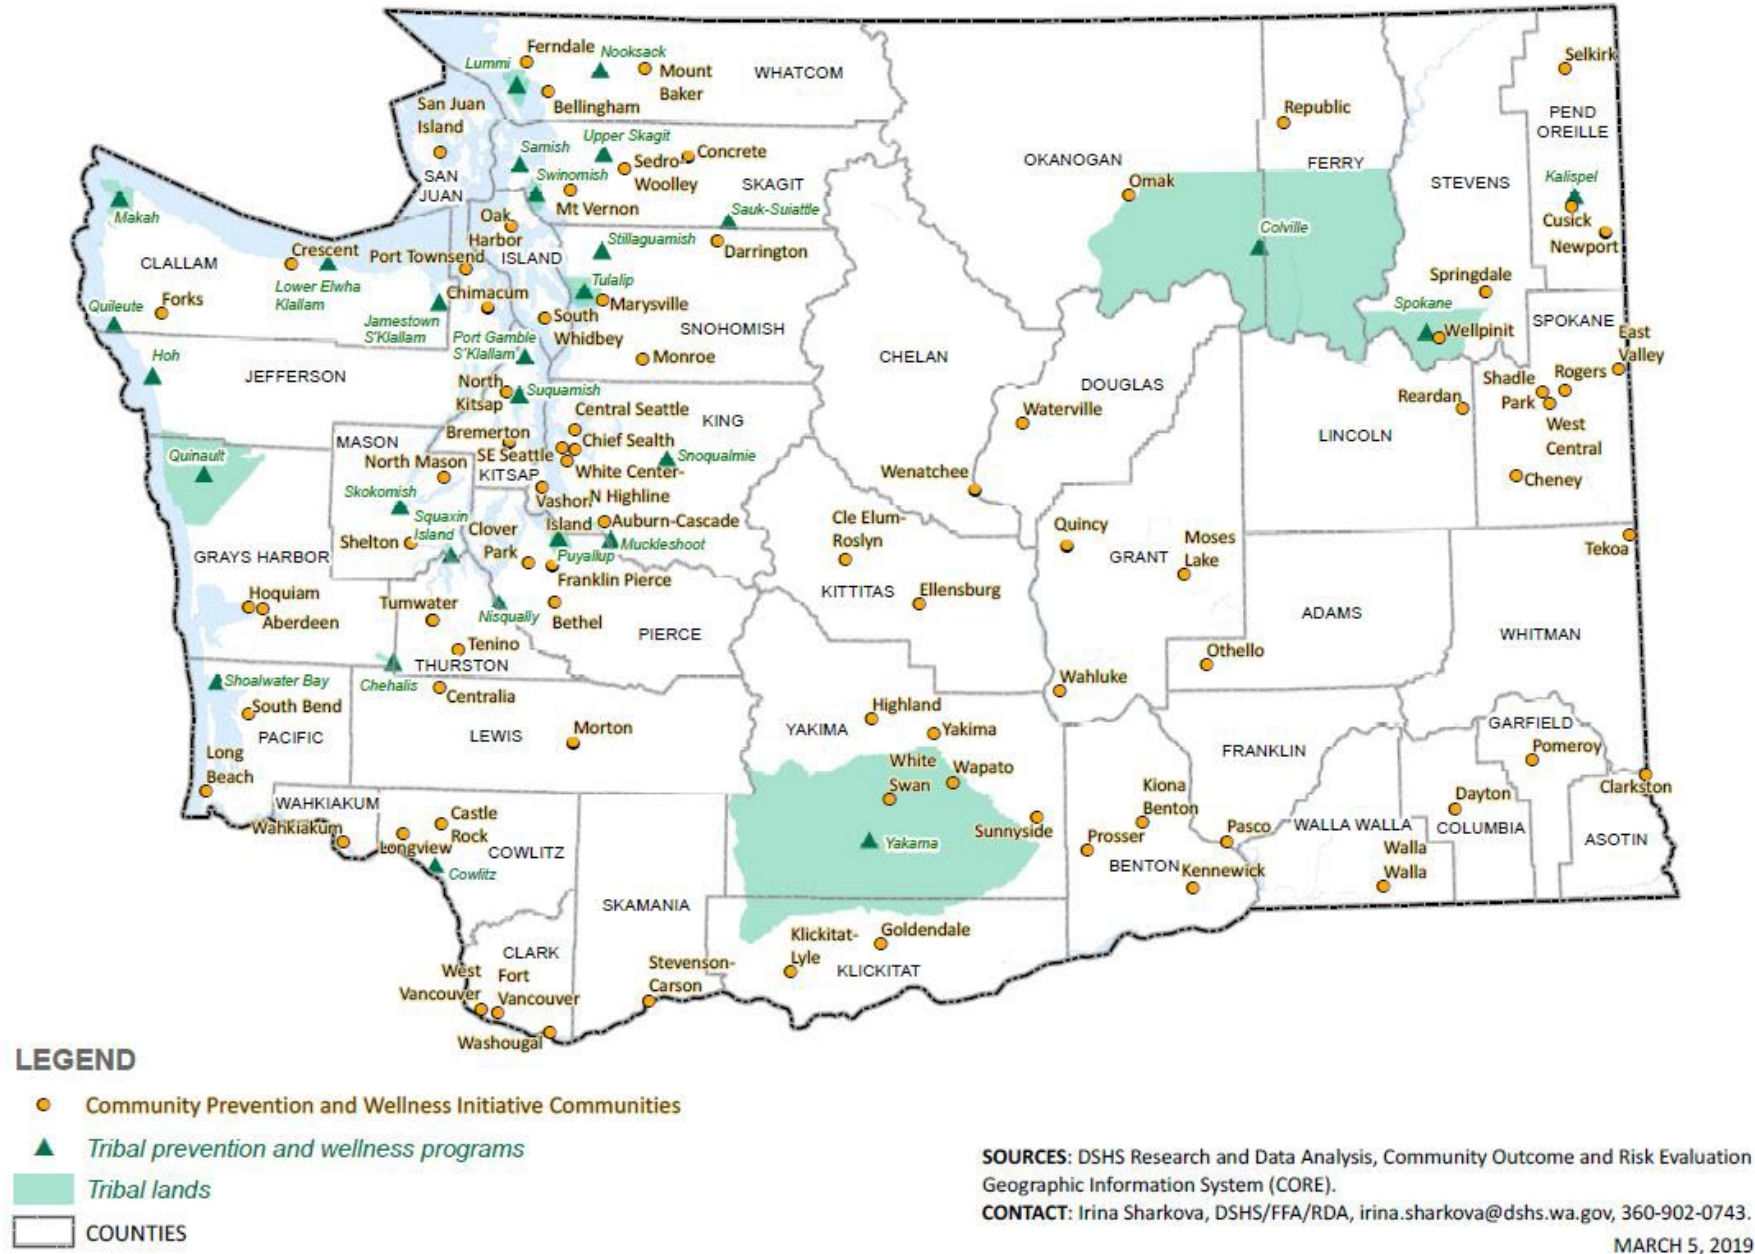 Ferndale
Nooksack
Lummi
Mount
Baker
WHATCOM
Bellingham
San Juan
Island
SAN
JUAN
Samish
Upper Skagit
Sedro-
Woolley
Concrete
Swinomish
SKAGIT
Mt Vernon
Sauk-Suiattle
Oak
Harbor
ISLAND
Stillaguamish
Darrington
Makah
CLALLAM
Crescent
Port Townsend
Lower Elwha
Klallam
Quileute
Forks
Chimacum
Jamestown
S'Klallam
Tulalip
Marysville
South
Whidbey
SNOHOMISH
Port Gamble
S'Klallam
Monroe
Hoh
JEFFERSON
North
Kitsap
Suquamish
Central Seattle
KING
MASON
Bremerton
Chief Sealth
SE Seattle
Snoqualmie
Quinault
North Mason
KITSAP
White Center-
N Highline
Skokomish
Vashon
Island
Squaxin
Island
Clover
Park
Auburn-Cascade
Shelton
Puyallup
Muckleshoot
GRAYS HARBOR
Franklin Pierce
Hoquiam
Aberdeen
Tumwater
Nisqually
Bethel
PIERCE
Tenino
THURSTON
Chehalis
Shoalwater Bay
Centralia
South Bend
PACIFIC
LEWIS
Morton
Long
Beach
WAHKIAKUM
Wahkiakum
Castle
Rock
Longview
COWLITZ
Cowlitz
SKAMANIA
CLARK
West
Vancouver
Fort
Vancouver
Washougal
Stevenson-
Carson
Klickitat-
Lyle
Goldendale
KLICKITAT
OKANOGAN
Omak
Republic
FERRY
Colville
STEVENS
Selkirk
PEND
OREILLE
Kalispel
Cusick
Newport
Springdale
Spokane
Wellpinit
SPOKANE
East
Valley
CHELAN
DOUGLAS
Waterville
Wenatchee
Reardan
Shadle
Park
Rogers
West
Central
LINCOLN
Cheney
Cle Elum-
Roslyn
Quincy
GRANT
Moses
Lake
Tekoa
KITTITAS
Ellensburg
ADAMS
WHITMAN
Othello
Wahluke
Highland
YAKIMA
Yakima
White
Swan
Wapato
Sunnyside
Yakama
FRANKLIN
GARFIELD
Pomeroy
Kiona
Benton
Prosser
BENTON
Pasco
Kennewick
WALLA WALLA
Walla
Walla
Dayton
COLUMBIA
Clarkston
ASOTIN
LEGEND
Community Prevention and Wellness Initiative Communities
Tribal prevention and wellness programs
Tribal lands
COUNTIES
SOURCES: DSHS Research and Data Analysis, Community Outcome and Risk Evaluation
Geographic Information System (CORE).
CONTACT: Irina Sharkova, DSHS/FFA/RDA, irina.sharkova@dshs.wa.gov, 360-902-0743.
MARCH 5, 2019